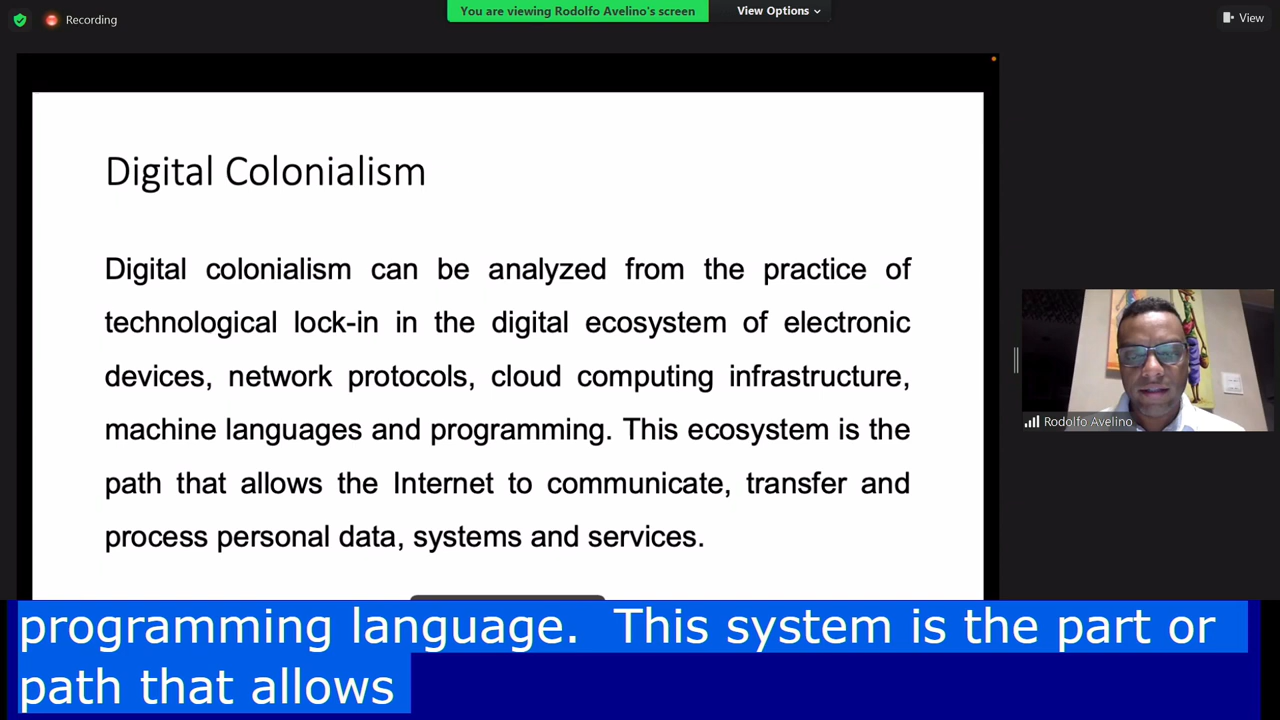 You are viewing Rodolfo Avelino's screen
View Options
Recording
View
Digital Colonialism
Digital colonialism can be analyzed from the practice of
technological lock-in in the digital ecosystem of electronic
devices, network protocols, cloud computing infrastructure,
machine languages and programming. This ecosystem is the
path that allows the Internet to communicate, transfer and
process personal data, systems and services.
Rodolfo Avelino
programming language.  This system is the part or
path that allows